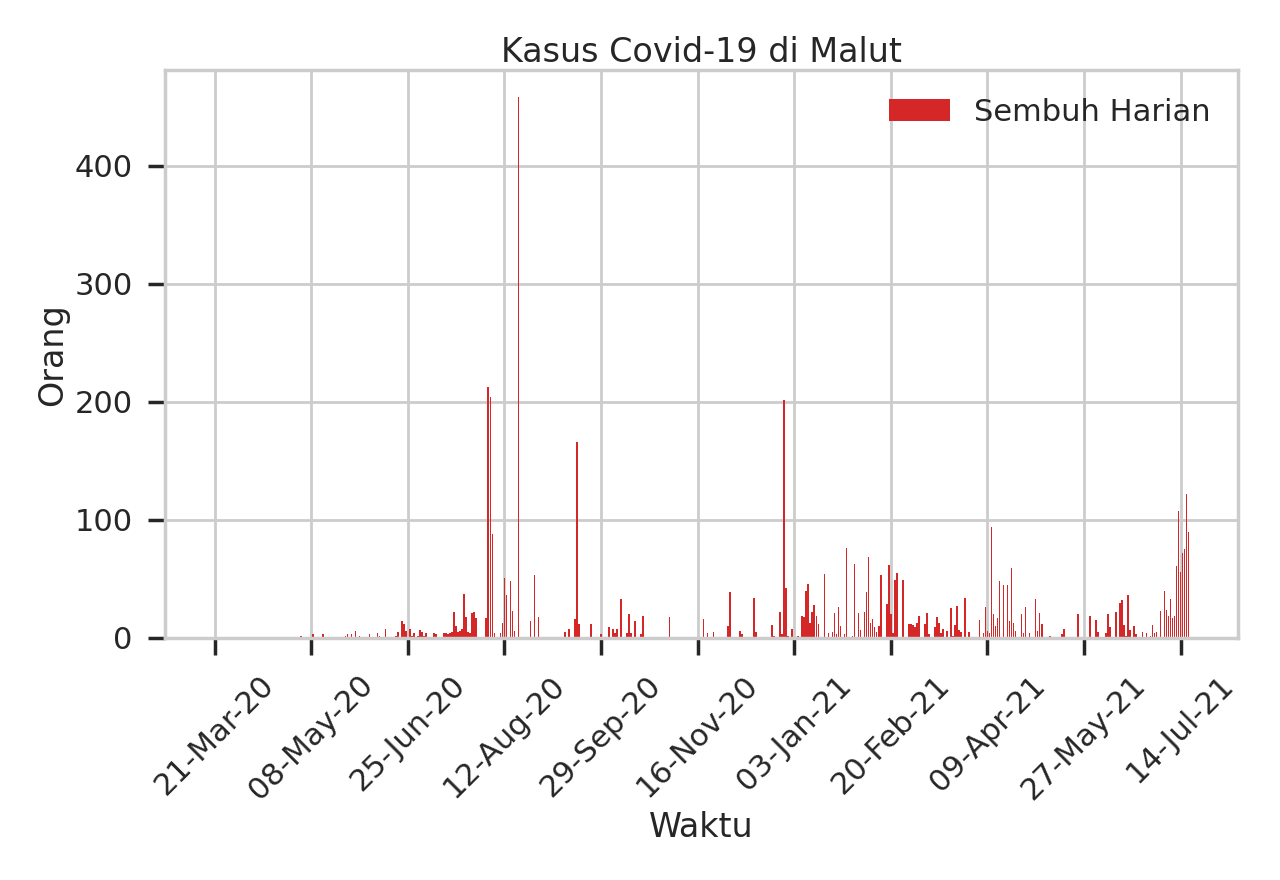 Kasus Covid-19 di Malut
Sembuh Harian
Orang
400
300
200
100
0
21-Mar-20
08-May-20
25-Jun-20
12-Aug-20
29-Sep-20
16-Nov-20
03-Jan-21
20-Feb-21
09-Apr-21
27-May-21
14-Jul-21
Waktu